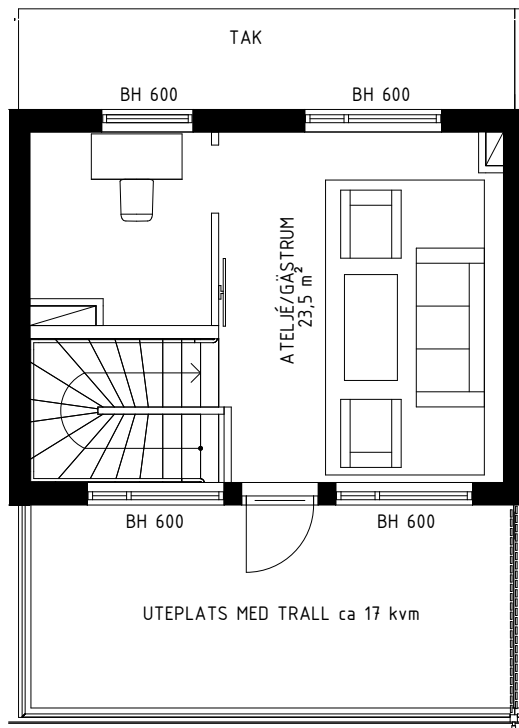 TAK
BH 600
BH 600
ATELJÉ/GÄSTRUM
23,5 m²
BH 600
BH 600
UTEPLATS MED TRALL ca 17 kvm